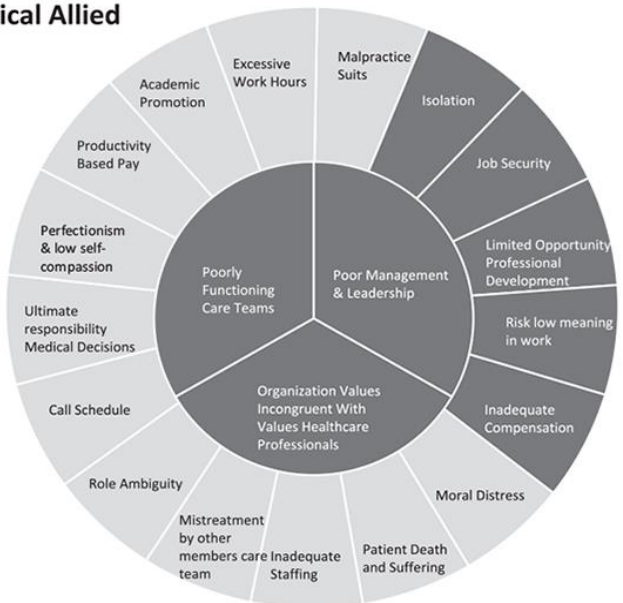 ical Allied
Malpractice
Suits
Isolation
Job Security
Limited Opportunity
Professional
Development
Risk low meaning
in work
Inadequate
Compensation
Moral Distress
Patient Death
and Suffering
Inadequate
Staffing
Mistreatment
by other
members care
team
Role Ambiguity
Call Schedule
Ultimate
responsibility
Medical Decisions
Perfectionism
& low self-
compassion
Productivity
Based Pay
Academic
Promotion
Excessive
Work Hours
Poorly
Functioning
Care Teams
Poor Management
& Leadership
Organization Values
Incongruent With
Values Healthcare
Professionals